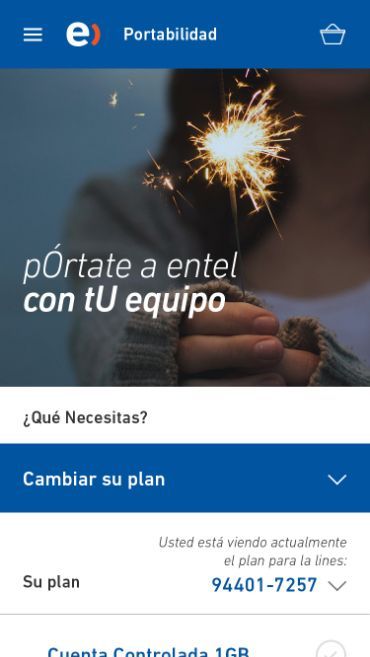 e) Portabilidad
pÓrtate a entel
con tU equipo
¿Qué Necesitas?
Cambiar su plan
Usted está viendo actualmente
el plan para la lines:
Su plan 94401-7257
Cuenta Controlada 1GB